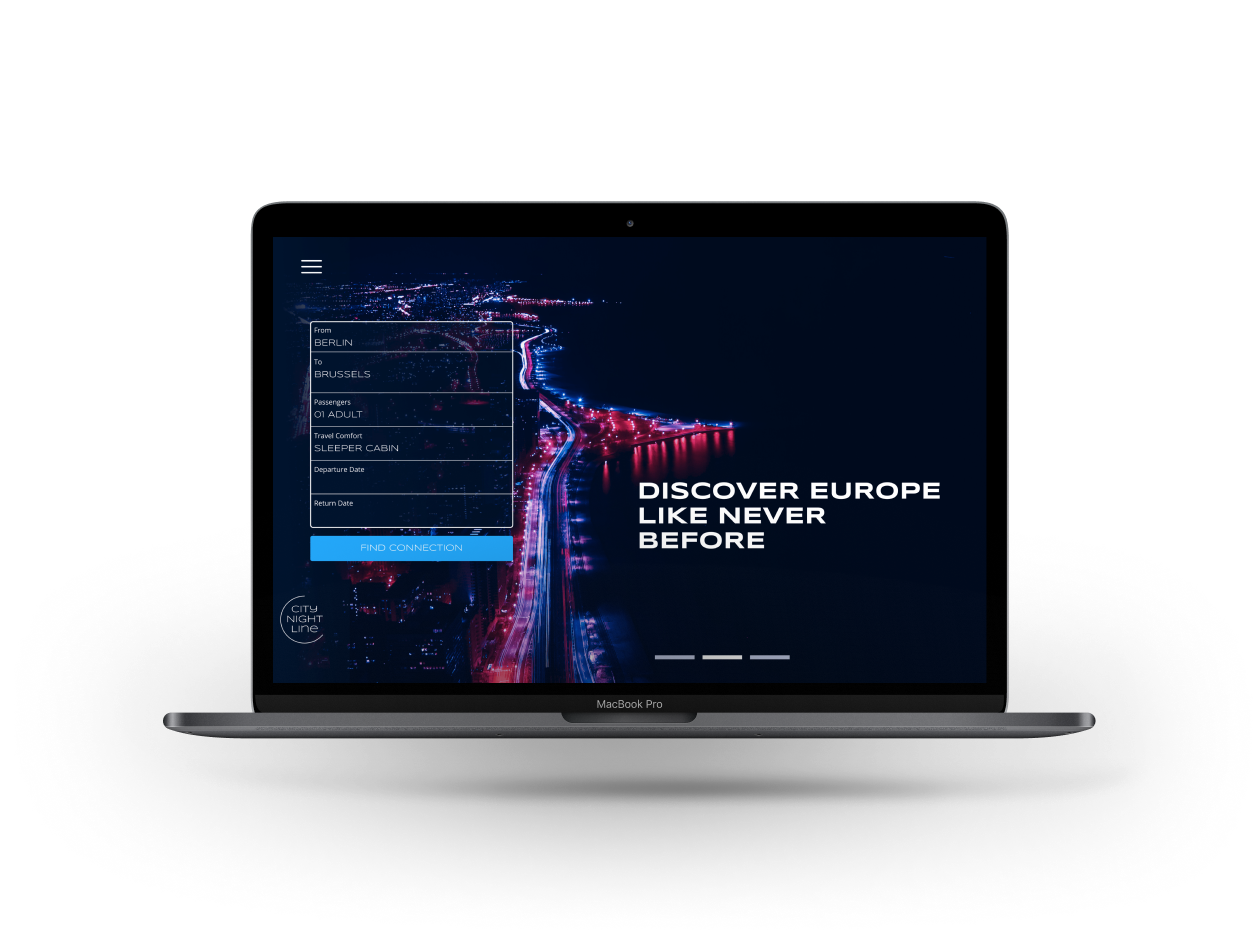 From
BERLIN
To
BRUSSELS
Passengers
01 ADULT
Travel Comfort
SLEEPER CABIN
Departure Date
Return Date
FIND CONNECTION
DISCOVER EUROPE
LIKE NEVER
BEFORE
CITY
NIGHT
LINE
MacBook Pro